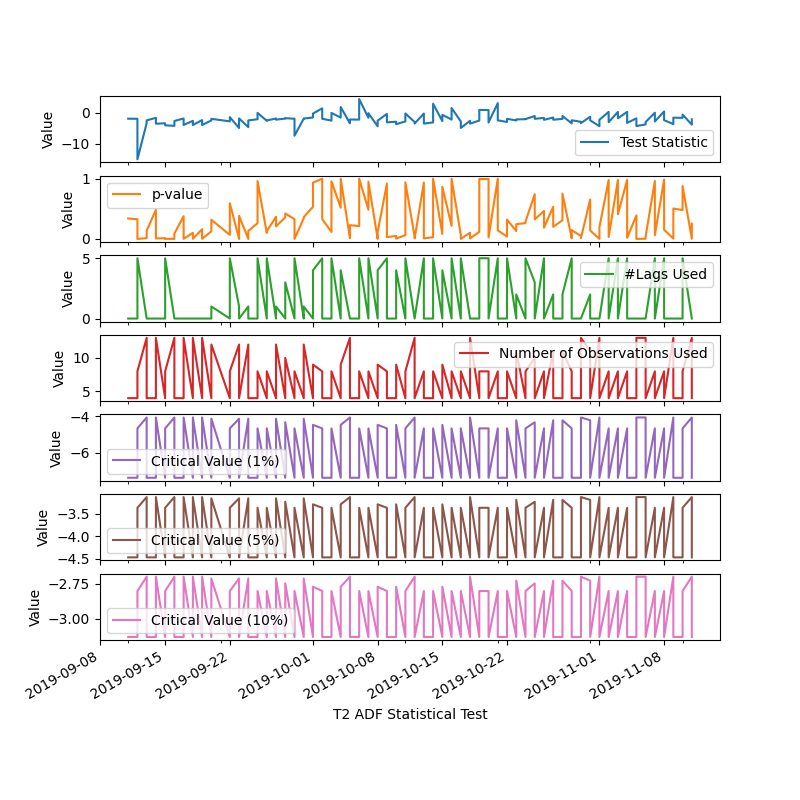 Value
0
−10
Test Statistic
Value
1
0
p-value
Value
5
0
#Lags Used
Value
10
5
Number of Observations Used
Value
−4
−6
Critical Value (1%)
Value
−3.5
−4.0
−4.5
Critical Value (5%)
Value
−2.75
−3.00
Critical Value (10%)
2019-09-08
2019-09-15
2019-09-22
2019-10-01
2019-10-08
2019-10-15
2019-10-22
2019-11-01
2019-11-08
T2 ADF Statistical Test